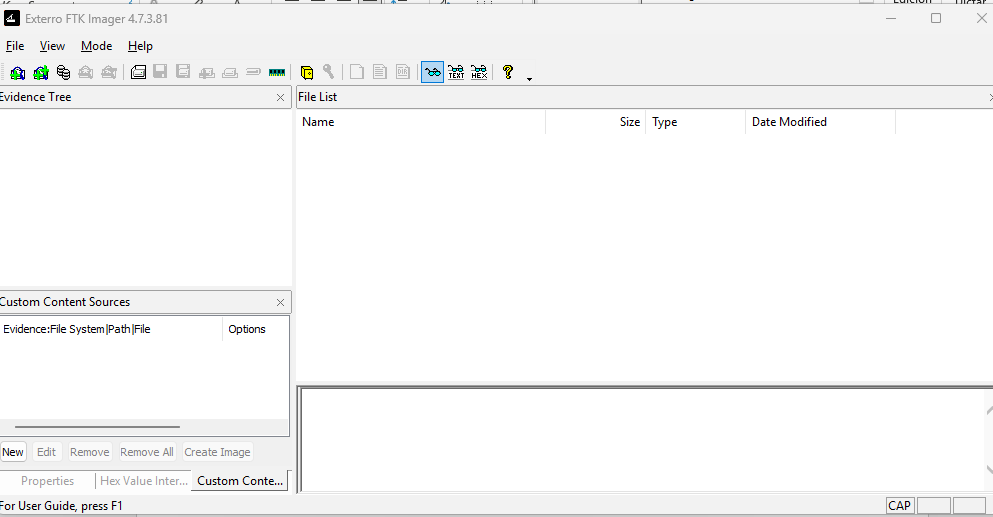 Edición
Dictar
Exterro FTK Imager 4.7.3.81
File View Mode Help
TEXT HEX
Evidence Tree
File List
Name Size Type Date Modified
Custom Content Sources
Evidence:File System|Path|File Options
New Edit Remove Remove All Create Image
Properties Hex Value Inter... Custom Conte...
For User Guide, press F1
CAP